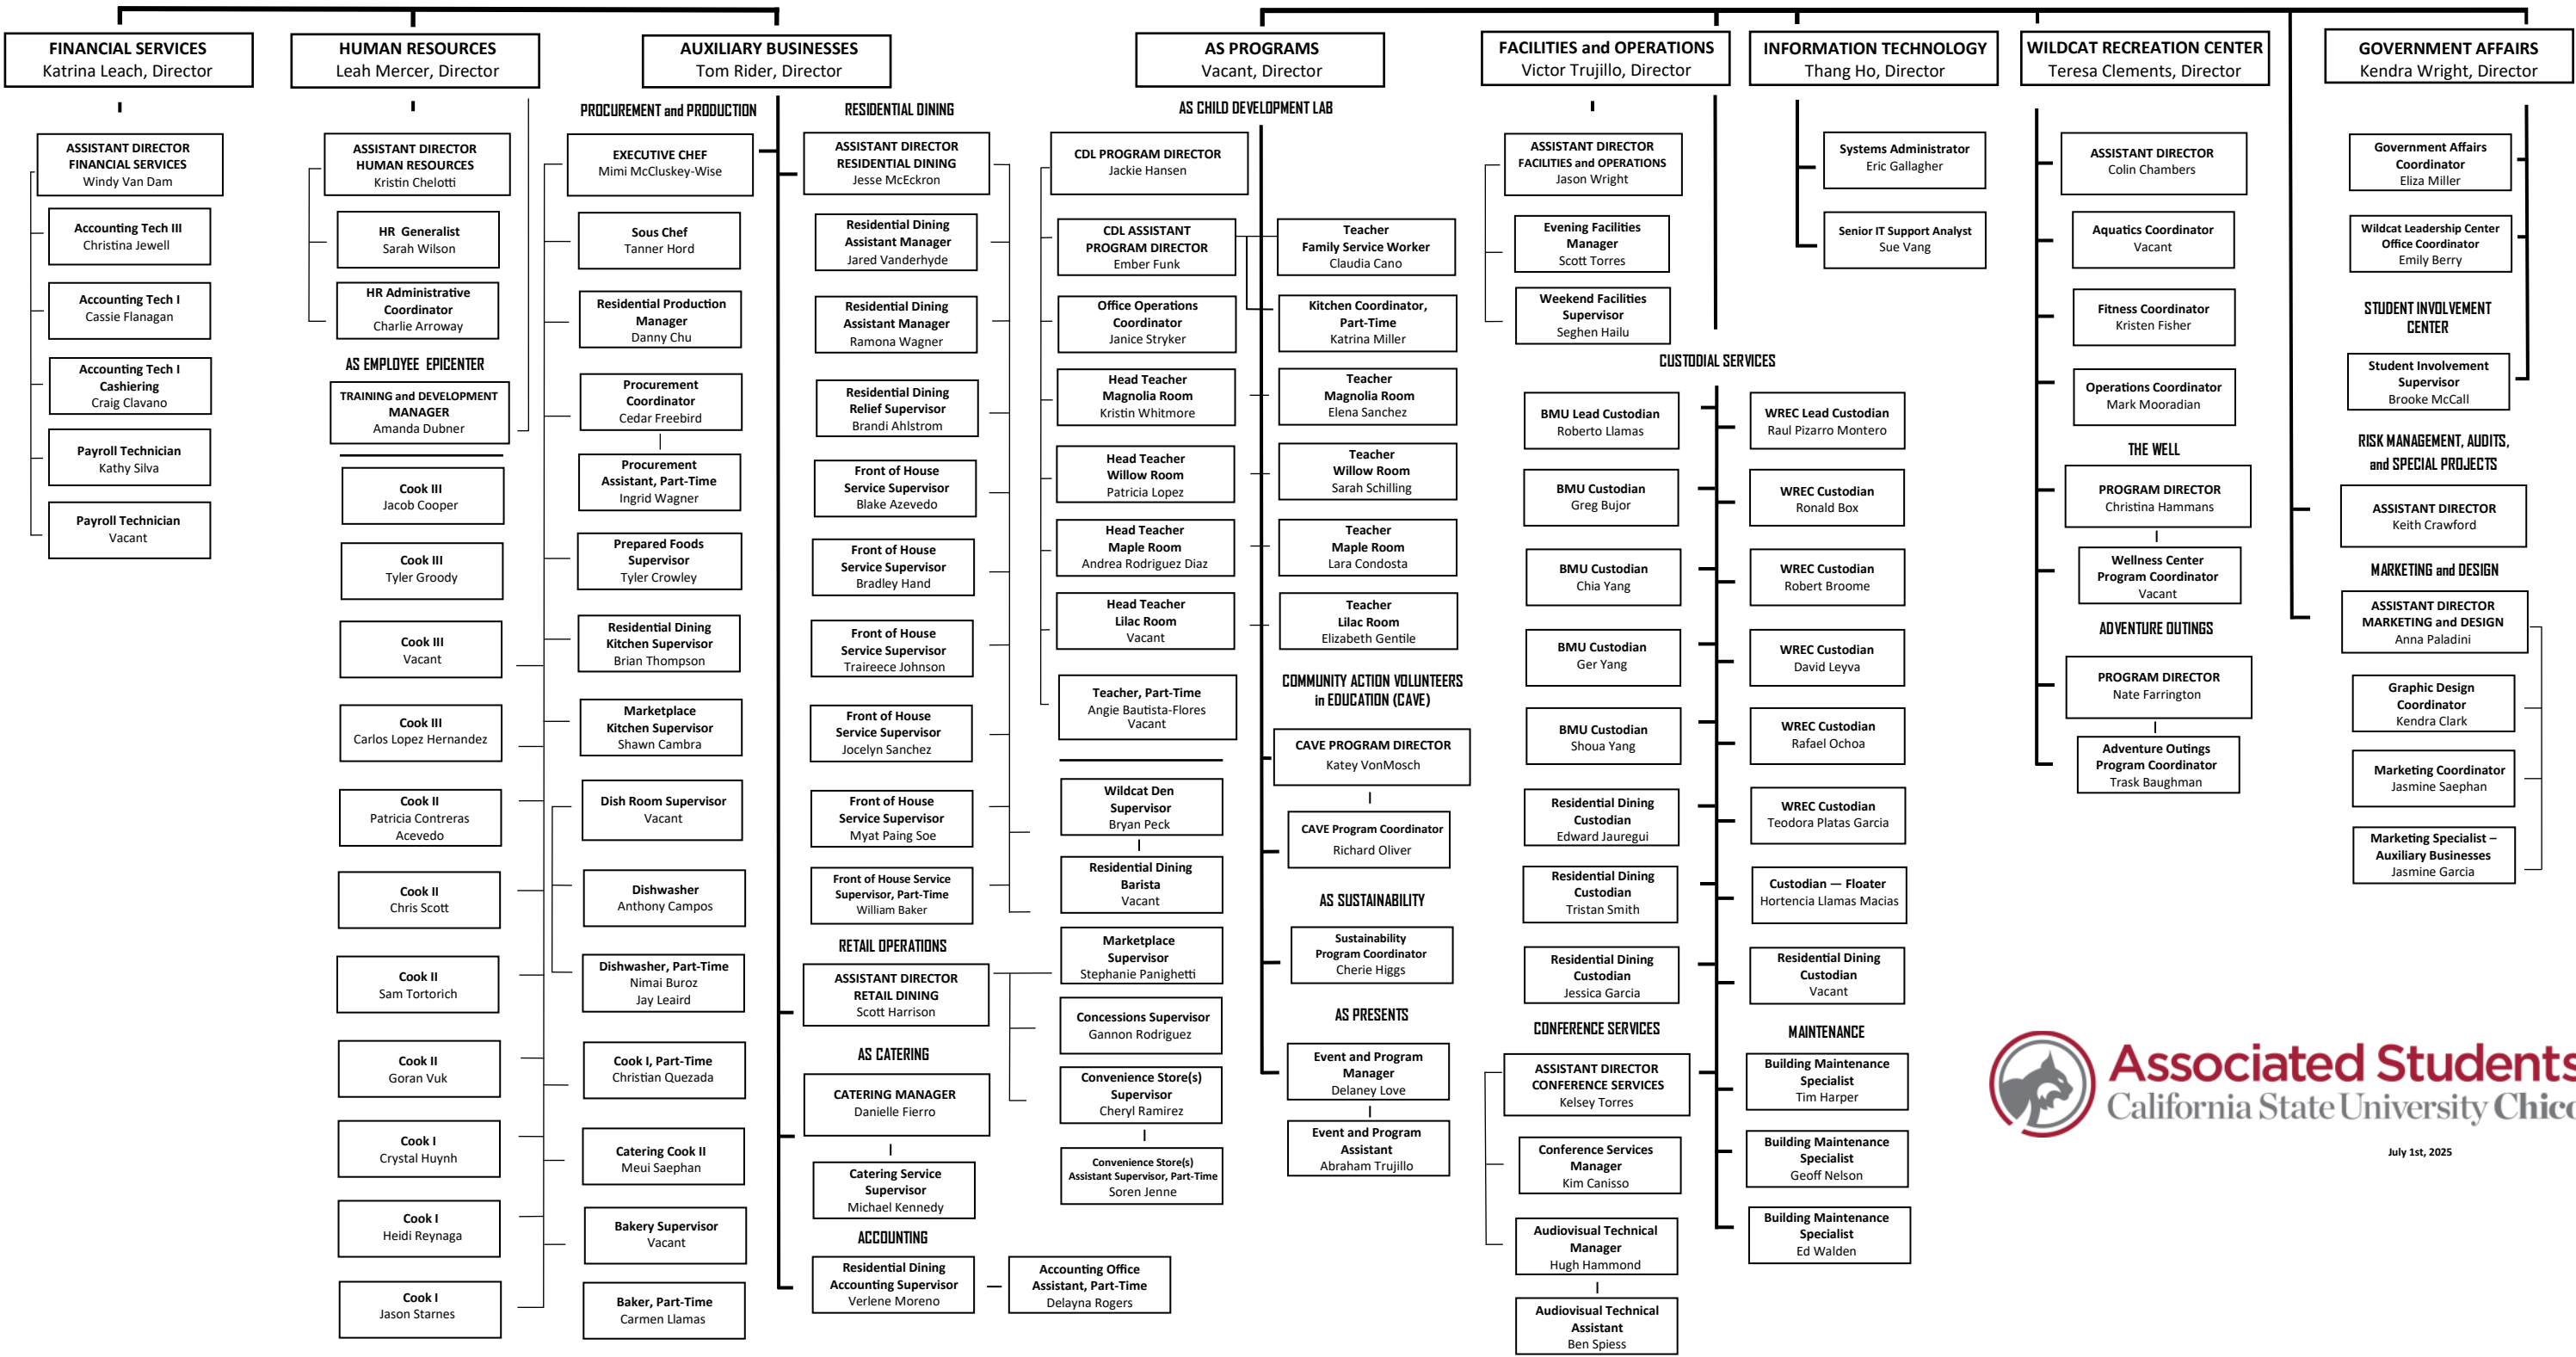 FINANCIAL SERVICES
Katrina Leach, Director
ASSISTANT DIRECTOR
FINANCIAL SERVICES
Windy Van Dam
Accounting Tech III
Christina Jewell
Accounting Tech I
Cassie Flanagan
Accounting Tech I
Cashiering
Craig Clavano
Payroll Technician
Kathy Silva
Payroll Technician
Vacant
HUMAN RESOURCES
Leah Mercer, Director
ASSISTANT DIRECTOR
HUMAN RESOURCES
Kristin Chelotti
HR Generalist
Sarah Wilson
HR Administrative
Coordinator
Charlie Arroway
AS EMPLOYEE EPICENTER
TRAINING and DEVELOPMENT
MANAGER
Amanda Dubner
Cook III
Jacob Cooper
Cook III
Tyler Groody
Cook III
Vacant
Cook III
Carlos Lopez Hernandez
Cook II
Patricia Contreras
Acevedo
Cook II
Chris Scott
Cook II
Sam Tortorich
Cook II
Goran Vuk
Cook I
Crystal Huynh
Cook I
Heidi Reynaga
Cook I
Jason Starnes
AUXILIARY BUSINESSES
Tom Rider, Director
PROCUREMENT and PRODUCTION
EXECUTIVE CHEF
Mimi McCluskey-Wise
Sous Chef
Tanner Hord
Residential Production
Manager
Danny Chu
Procurement
Coordinator
Cedar Freebird
Procurement
Assistant, Part-Time
Ingrid Wagner
Prepared Foods
Supervisor
Tyler Crowley
Residential Dining
Kitchen Supervisor
Brian Thompson
Marketplace
Kitchen Supervisor
Shawn Cambra
Dish Room Supervisor
Vacant
Dishwasher
Anthony Campos
Dishwasher, Part-Time
Nimai Buroz
Jay Leaird
Cook I, Part-Time
Christian Quezada
Catering Cook II
Meui Saephan
Bakery Supervisor
Vacant
Baker, Part-Time
Carmen Llamas
RESIDENTIAL DINING
ASSISTANT DIRECTOR
RESIDENTIAL DINING
Jesse McEckron
Residential Dining
Assistant Manager
Jared Vanderhyde
Residential Dining
Assistant Manager
Ramona Wagner
Residential Dining
Relief Supervisor
Brandi Ahlstrom
Front of House
Service Supervisor
Blake Azevedo
Front of House
Service Supervisor
Bradley Hand
Front of House
Service Supervisor
Traireece Johnson
Front of House
Service Supervisor
Jocelyn Sanchez
Front of House
Service Supervisor
Myat Paing Soe
Front of House Service
Supervisor, Part-Time
William Baker
RETAIL OPERATIONS
ASSISTANT DIRECTOR
RETAIL DINING
Scott Harrison
AS CATERING
CATERING MANAGER
Danielle Fierro
Catering Service
Supervisor
Michael Kennedy
ACCOUNTING
Residential Dining
Accounting Supervisor
Verlene Moreno
Accounting Office
Assistant, Part-Time
Delayna Rogers
AS PROGRAMS
Vacant, Director
AS CHILD DEVELOPMENT LAB
CDL PROGRAM DIRECTOR
Jackie Hansen
CDL ASSISTANT
PROGRAM DIRECTOR
Ember Funk
Office Operations
Coordinator
Janice Stryker
Head Teacher
Magnolia Room
Kristin Whitmore
Head Teacher
Willow Room
Patricia Lopez
Head Teacher
Maple Room
Andrea Rodriguez Diaz
Head Teacher
Lilac Room
Vacant
Teacher, Part-Time
Angie Bautista-Flores
Vacant
Wildcat Den
Supervisor
Bryan Peck
Residential Dining
Barista
Vacant
Marketplace
Supervisor
Stephanie Panighetti
Concessions Supervisor
Gannon Rodriguez
Convenience Store(s)
Supervisor
Cheryl Ramirez
Convenience Store(s)
Assistant Supervisor, Part-Time
Soren Jenne
Teacher
Family Service Worker
Claudia Cano
Kitchen Coordinator,
Part-Time
Katrina Miller
Teacher
Magnolia Room
Elena Sanchez
Teacher
Willow Room
Sarah Schilling
Teacher
Maple Room
Lara Condosta
Teacher
Lilac Room
Elizabeth Gentile
COMMUNITY ACTION VOLUNTEERS
in EDUCATION (CAVE)
CAVE PROGRAM DIRECTOR
Katey VonMosch
CAVE Program Coordinator
Richard Oliver
AS SUSTAINABILITY
Sustainability
Program Coordinator
Cherie Higgs
AS PRESENTS
Event and Program
Manager
Delaney Love
Event and Program
Assistant
Abraham Trujillo
FACILITIES and OPERATIONS
Victor Trujillo, Director
ASSISTANT DIRECTOR
FACILITIES and OPERATIONS
Jason Wright
Evening Facilities
Manager
Scott Torres
Weekend Facilities
Supervisor
Seghen Hailu
CUSTODIAL SERVICES
BMU Lead Custodian
Roberto Llamas
BMU Custodian
Greg Bujor
BMU Custodian
Chia Yang
BMU Custodian
Ger Yang
BMU Custodian
Shoua Yang
Residential Dining
Custodian
Edward Jauregui
Residential Dining
Custodian
Tristan Smith
Residential Dining
Custodian
Jessica Garcia
CONFERENCE SERVICES
ASSISTANT DIRECTOR
CONFERENCE SERVICES
Kelsey Torres
Conference Services
Manager
Kim Canisso
Audiovisual Technical
Manager
Hugh Hammond
Audiovisual Technical
Assistant
Ben Spiess
WREC Lead Custodian
Raul Pizarro Montero
WREC Custodian
Ronald Box
WREC Custodian
Robert Broome
WREC Custodian
David Leyva
WREC Custodian
Rafael Ochoa
WREC Custodian
Teodora Platas Garcia
Custodian — Floater
Hortencia Llamas Macias
Residential Dining
Custodian
Vacant
MAINTENANCE
Building Maintenance
Specialist
Tim Harper
Building Maintenance
Specialist
Geoff Nelson
Building Maintenance
Specialist
Ed Walden
INFORMATION TECHNOLOGY
Thang Ho, Director
Systems Administrator
Eric Gallagher
Senior IT Support Analyst
Sue Vang
WILDCAT RECREATION CENTER
Teresa Clements, Director
ASSISTANT DIRECTOR
Colin Chambers
Aquatics Coordinator
Vacant
Fitness Coordinator
Kristen Fisher
Operations Coordinator
Mark Mooradian
THE WELL
PROGRAM DIRECTOR
Christina Hammans
Wellness Center
Program Coordinator
Vacant
ADVENTURE OUTINGS
PROGRAM DIRECTOR
Nate Farrington
Adventure Outings
Program Coordinator
Trask Baughman
GOVERNMENT AFFAIRS
Kendra Wright, Director
Government Affairs
Coordinator
Eliza Miller
Wildcat Leadership Center
Office Coordinator
Emily Berry
STUDENT INVOLVEMENT
CENTER
Student Involvement
Supervisor
Brooke McCall
RISK MANAGEMENT, AUDITS,
and SPECIAL PROJECTS
ASSISTANT DIRECTOR
Keith Crawford
MARKETING and DESIGN
ASSISTANT DIRECTOR
MARKETING and DESIGN
Anna Paladini
Graphic Design
Coordinator
Kendra Clark
Marketing Coordinator
Jasmine Saephan
Marketing Specialist –
Auxiliary Businesses
Jasmine Garcia
Associated Students
California State University Chico
July 1st, 2025